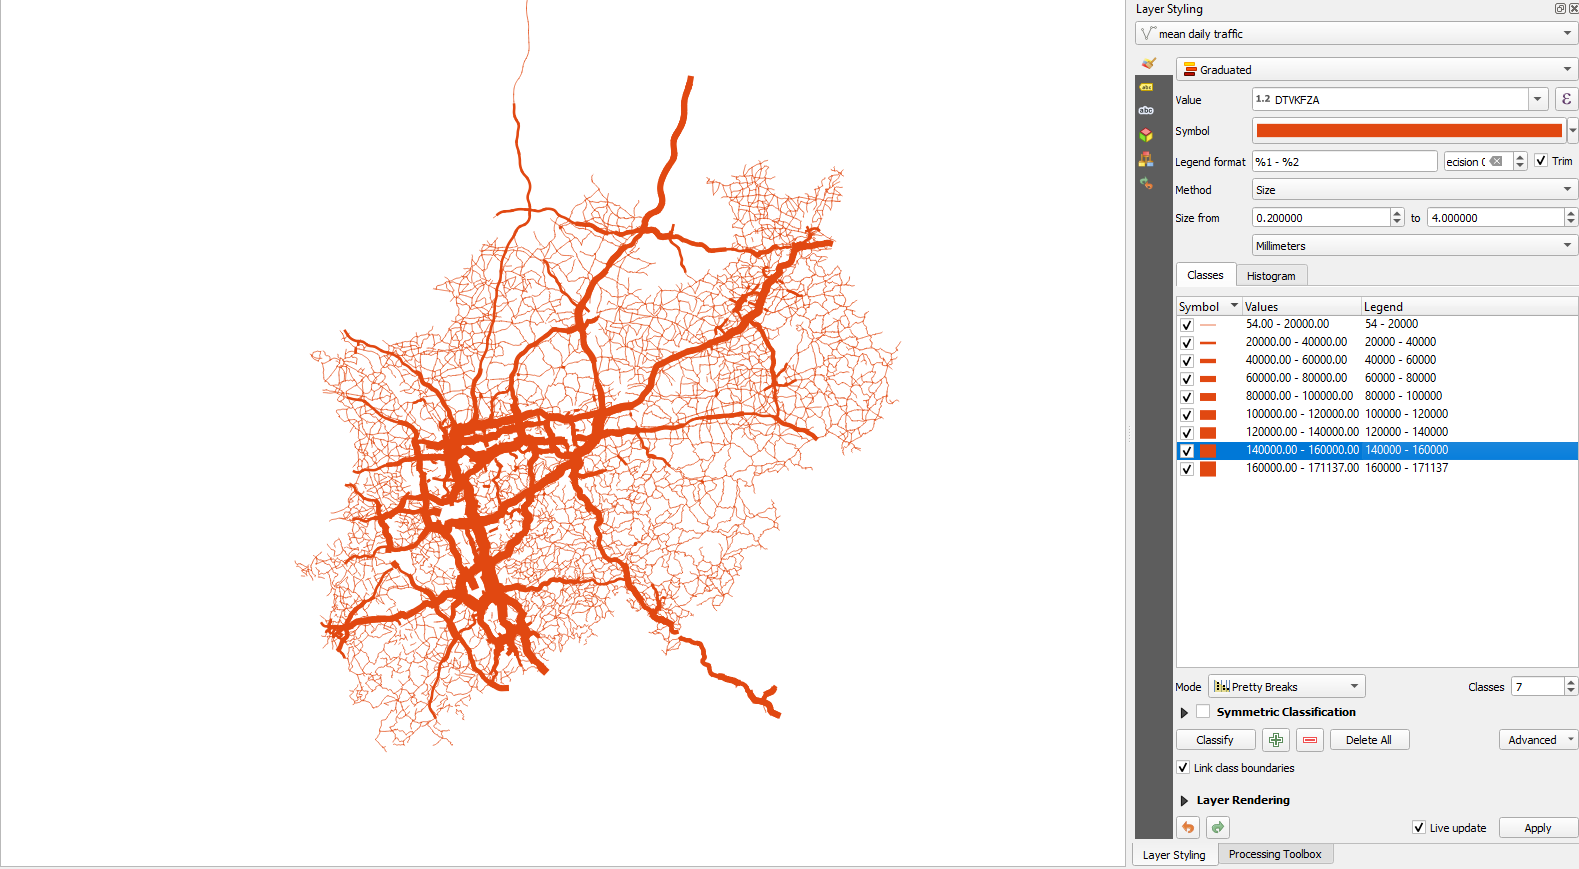 Layer Styling
mean daily traffic
Graduated
abc
Value 1.2 DTVKFZA ε
abc
Symbol
Legend format %1 - %2 ecision ( Trim
Method Size
Size from 0.200000 to 4.000000
Millimeters
Classes Histogram
Symbol Values Legend
54.00 - 20000.00 54 - 20000
20000.00 - 40000.00 20000 - 40000
40000.00 - 60000.00 40000 - 60000
60000.00 - 80000.00 60000 - 80000
80000.00 - 100000.00 80000 - 100000
100000.00 - 120000.00 100000 - 120000
120000.00 - 140000.00 120000 - 140000
140000.00 - 160000.00 140000 - 160000
160000.00 - 171137.00 160000 - 171137
Mode Pretty Breaks Classes 7
Symmetric Classification
Classify Delete All Advanced
Link class boundaries
Layer Rendering
Live update Apply
Layer Styling Processing Toolbox